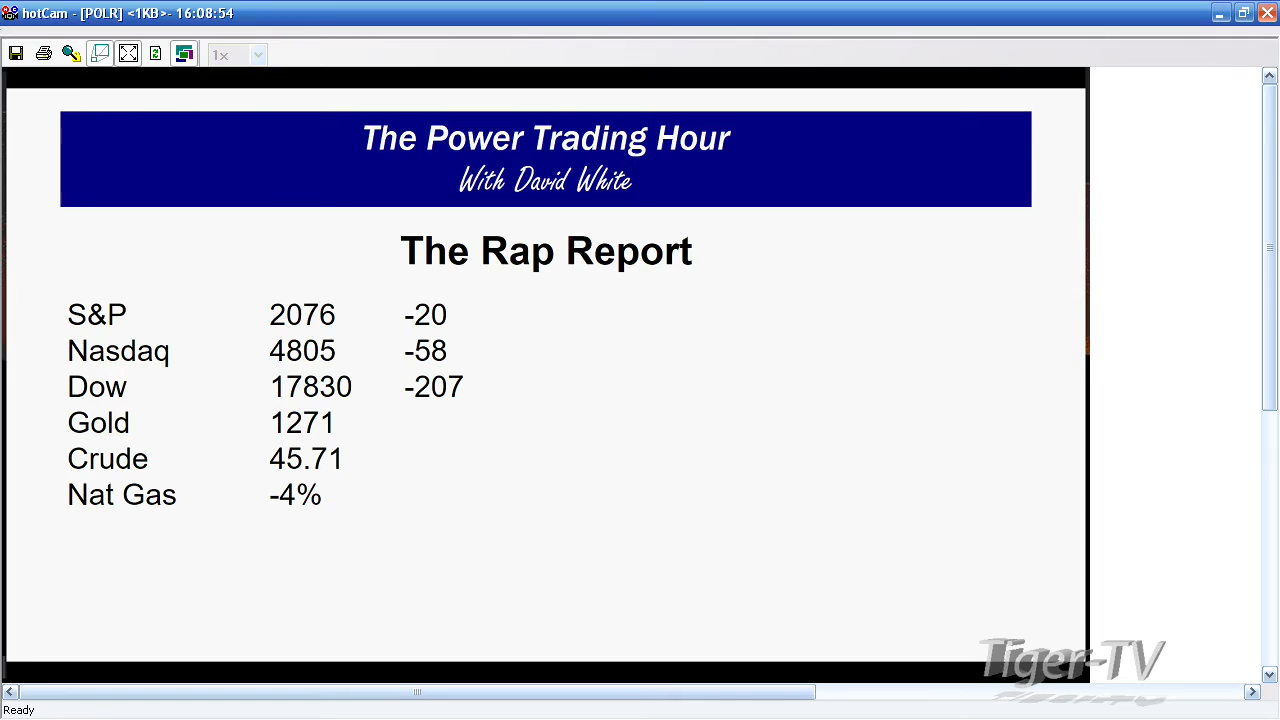 hotCam - [POLR] <1KB>- 16:08:54
1x
The Power Trading Hour
With David White
The Rap Report
S&P 2076 -20
Nasdaq 4805 -58
Dow 17830 -207
Gold 1271
Crude 45.71
Nat Gas -4%
Tiger-TV
Ready